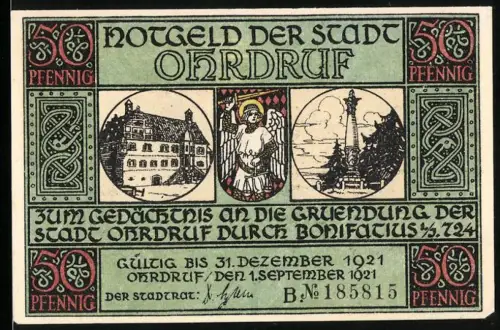 50 PFENNIG
NOTGELD DER STADT
OHRDRUF
50 PFENNIG
ZUM GEDÄCHTNIS AN DIE GRUENDUNG DER
STADT OHRDRUF DURCH BONIFATIUS
724
GÜLTIG BIS 31. DEZEMBER 1921
OHRDRUF, DEN 1. SEPTEMBER 1921
DER STADTRAT:
B. № 185815
50 PFENNIG
50 PFENNIG